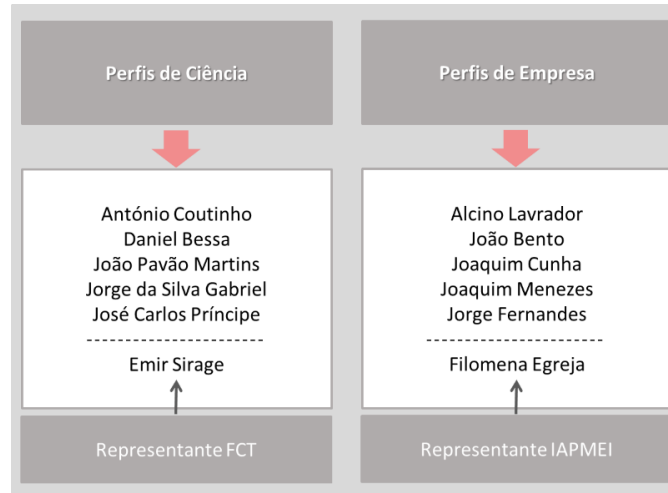 Perfis de Ciência
António Coutinho
Daniel Bessa
João Pavão Martins
Jorge da Silva Gabriel
José Carlos Príncipe
Emir Sirage
Representante FCT
Perfis de Empresa
Alcino Lavrador
João Bento
Joaquim Cunha
Joaquim Menezes
Jorge Fernandes
Filomena Egreja
Representante IAPMEI